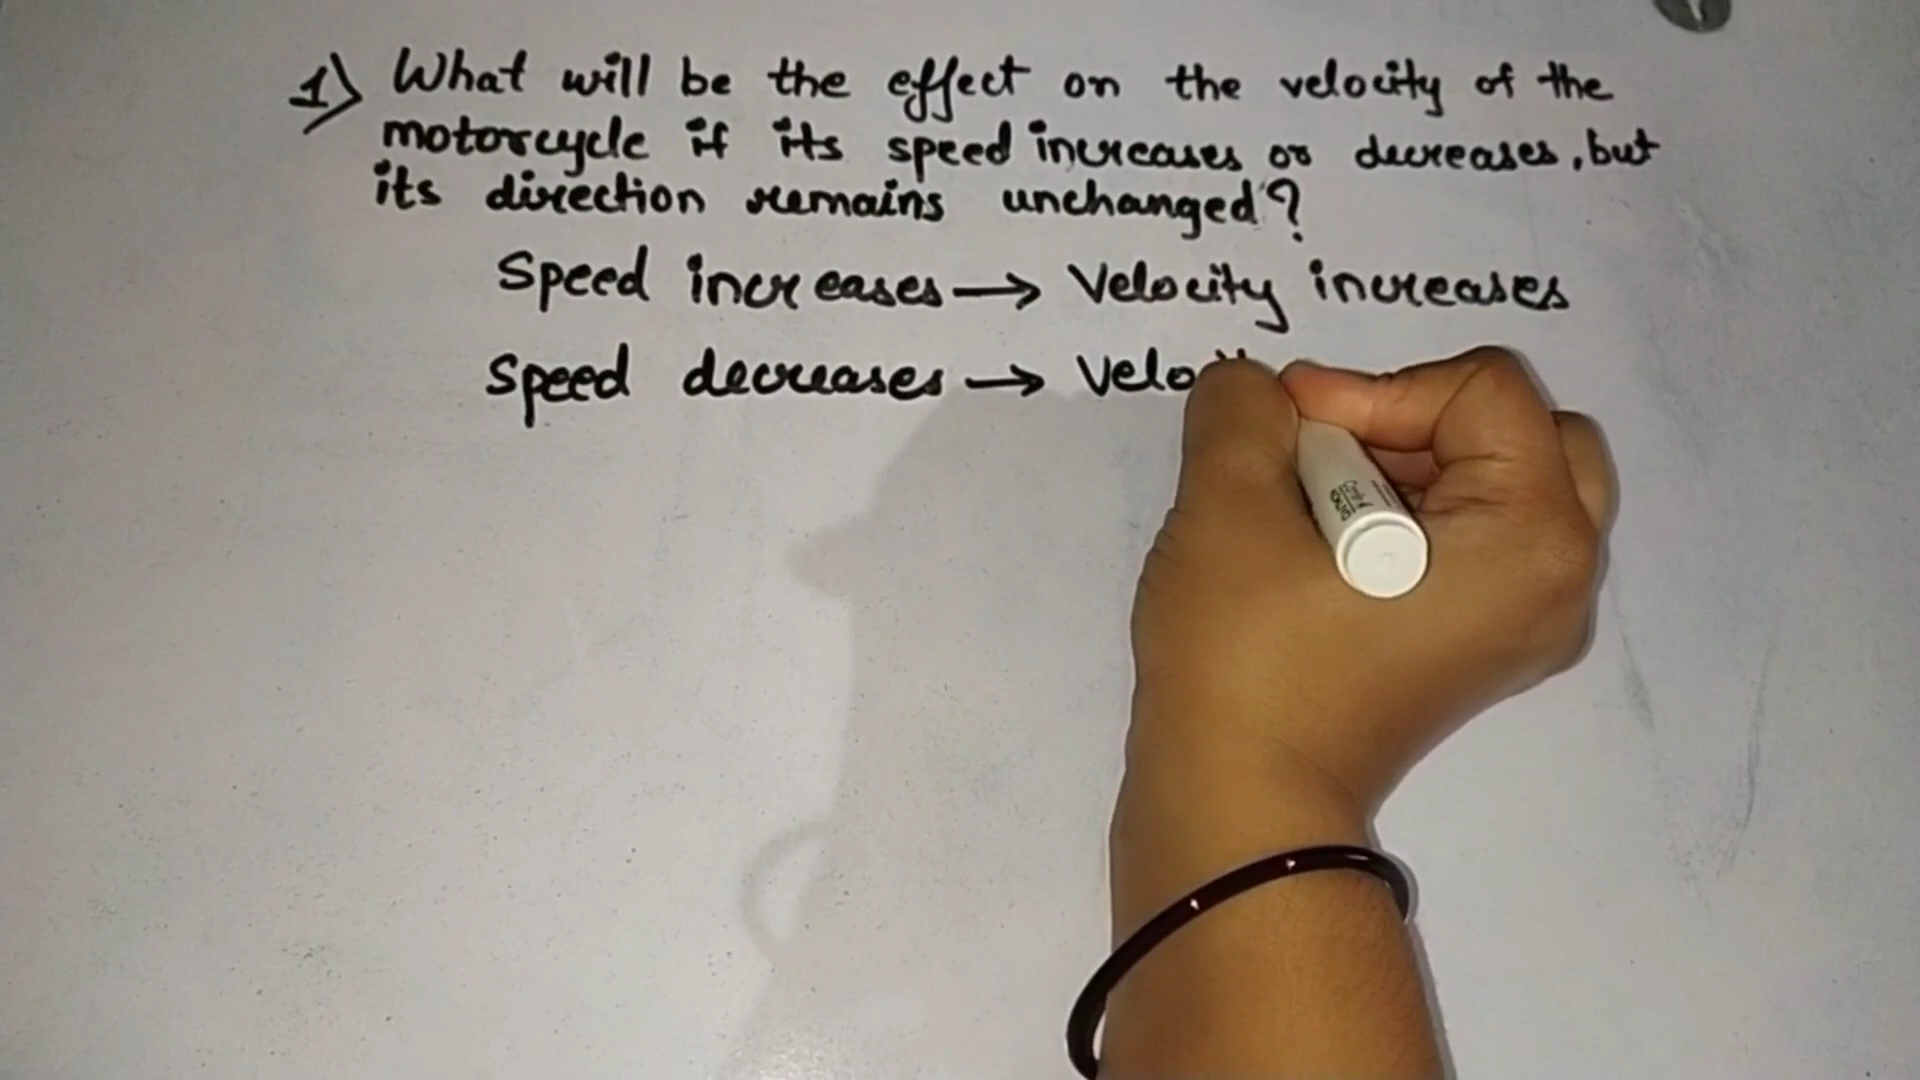 1) What will be the effect on the velocity of the
motorcycle if its speed increases or decreases, but
its direction remains unchanged?
Speed increases → Velocity increases
Speed decreases → Velo